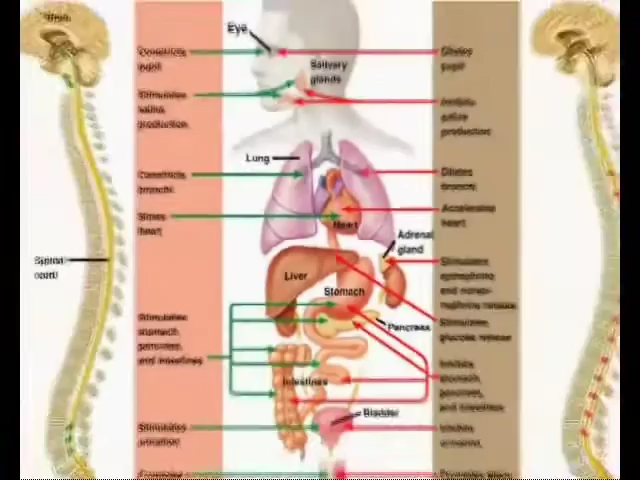 Brain
Eye
Constricts
pupil
Dilates
pupil
Salivary
glands
Stimulates
saliva
production
Inhibits
saliva
production
Lung
Constricts
bronchi
Dilates
bronchi
Slows
heart
Accelerates
heart
Heart
Adrenal
gland
Spinal
cord
Liver
Stimulates
epinephrine
and norepi-
nephrine release
Stomach
Pancreas
Stimulates
glucose release
Stimulates
stomach,
pancreas,
and intestines
Inhibits
stomach,
pancreas,
and intestines
Intestines
Bladder
Stimulates
urination
Inhibits
urination
Promotes